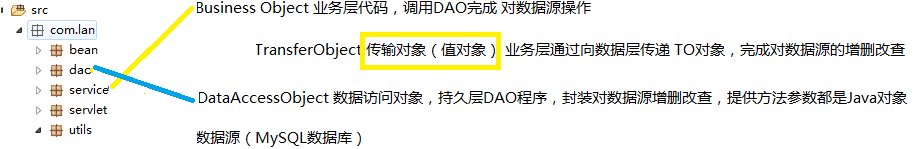 src
com.lan
bean
dao
service
servlet
utils
Business Object 业务层代码，调用DAO完成 对数据源操作
TransferObject 传输对象（值对象） 业务层通过向数据层传递 TO对象，完成对数据源的增删改查
DataAccessObject 数据访问对象，持久层DAO程序，封装对数据源增删改查，提供方法参数都是Java对象
数据源（MySQL数据库）